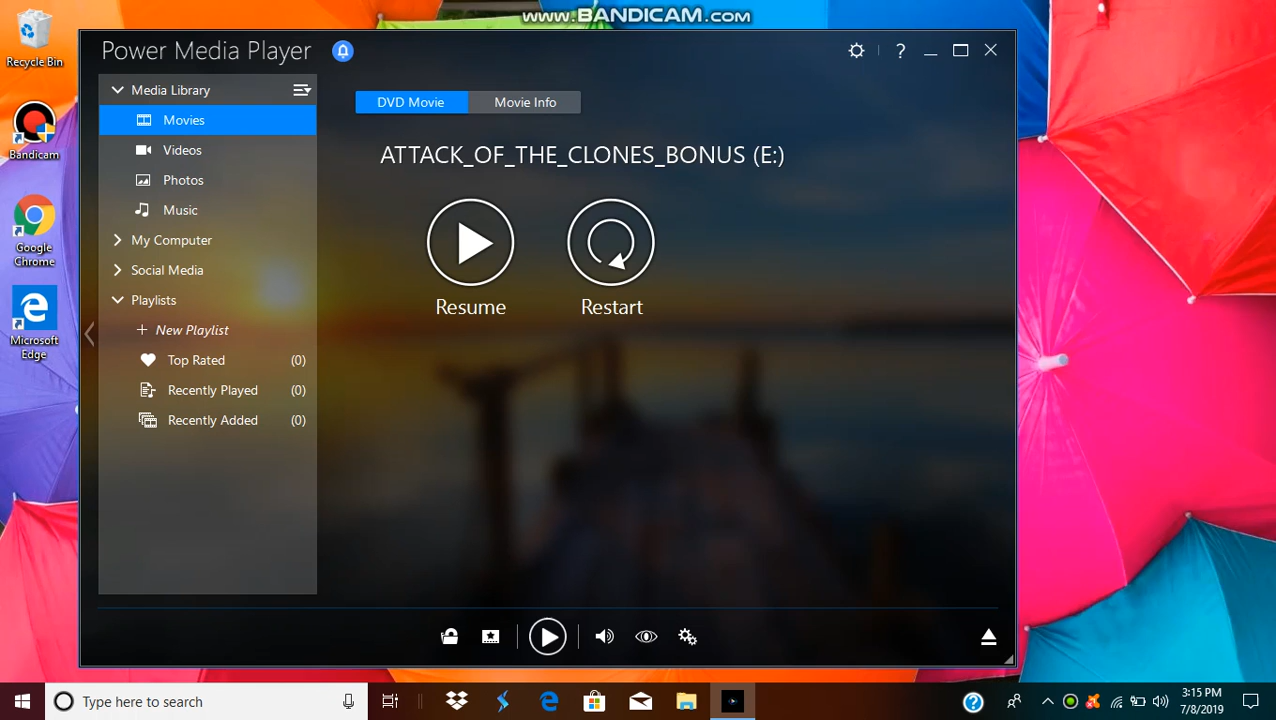 www.BANDICAM.com
Recycle Bin
Bandicam
Google
Chrome
Microsoft
Edge
Power Media Player
?
Media Library
Movies
Videos
Photos
Music
My Computer
Social Media
Playlists
+ New Playlist
Top Rated (0)
Recently Played (0)
Recently Added (0)
DVD Movie Movie Info
ATTACK_OF_THE_CLONES_BONUS (E:)
Resume Restart
Type here to search
?
3:15 PM
7/8/2019